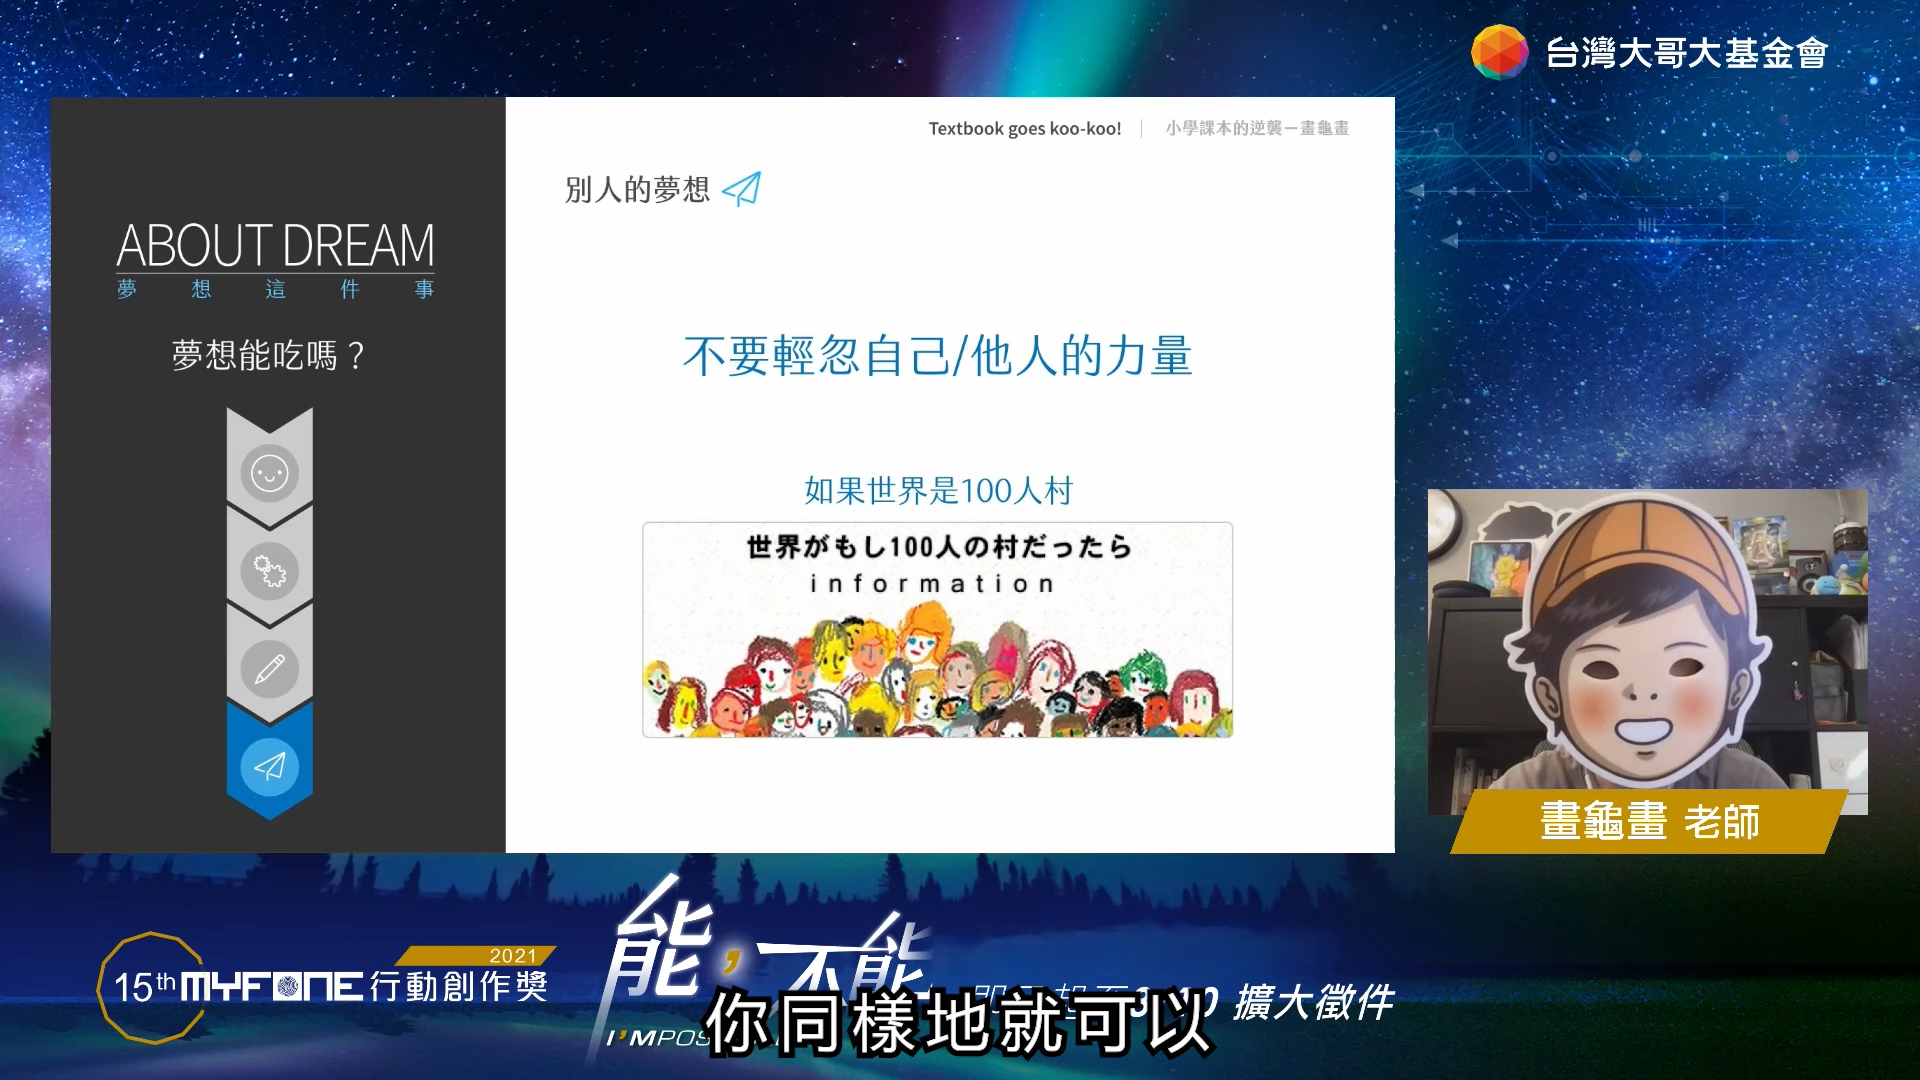 台灣大哥大基金會
Textbook goes koo-koo!
小學課本的逆襲－畫龜畫
別人的夢想
ABOUT DREAM
夢想這件事
夢想能吃嗎？
不要輕忽自己/他人的力量
如果世界是100人村
世界がもし100人の村だったら
information
畫龜畫 老師
2021
15th MYFONE 行動創作獎
能，不能
擴大徵件
I'MPOS
你同樣地就可以